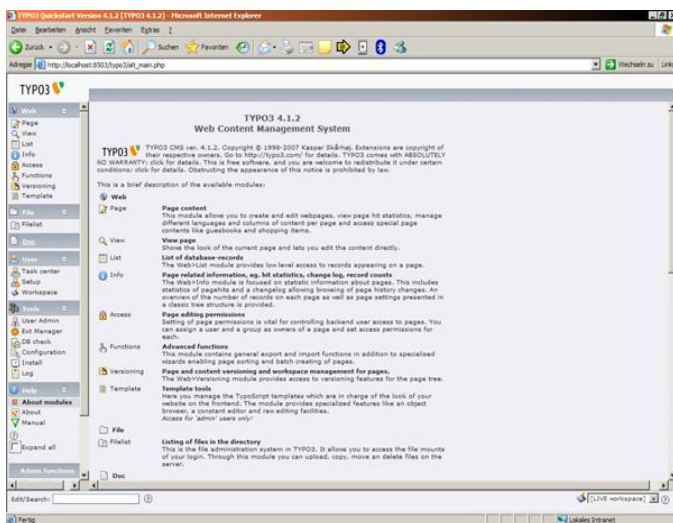 TYPO3 Quickstart Version 4.1.2 [TYPO3 4.1.2] - Microsoft Internet Explorer
Datei Bearbeiten Ansicht Favoriten Extras ?
Zurück Suchen Favoriten
Adresse http://localhost:8503/typo3/alt_main.php Wechseln zu Links
TYPO3
Web
Page
View
List
Info
Access
Functions
Versioning
Template
File
Filelist
Doc
User
Task center
Setup
Workspace
Tools
User Admin
Ext Manager
DB check
Configuration
Install
Log
Help
About modules
About
Manual
Expand all
Admin functions
TYPO3 4.1.2
Web Content Management System
TYPO3 TYPO3 CMS ver. 4.1.2. Copyright © 1998-2007 Kasper Skårhøj. Extensions are copyright of
their respective owners. Go to http://typo3.com/ for details. TYPO3 comes with ABSOLUTELY
NO WARRANTY; click for details. This is free software, and you are welcome to redistribute it under certain
conditions; click for details. Obstructing the appearance of this notice is prohibited by law.
This is a brief description of the available modules:
Web
Page Page content
This module allows you to create and edit webpages, view page hit statistics, manage
different languages and columns of content per page and access special page
contents like guestbooks and shopping items.
View View page
Shows the look of the current page and lets you edit the content directly.
List List of database-records
The Web>List module provides low level access to records appearing on a page.
Info Page related information, eg. hit statistics, change log, record counts
The Web>Info module is focused on statistic information about pages. This includes
statistics of pagehits and a changelog allowing browsing of page history changes. An
overview of the number of records on each page as well as page settings presented in
a classic tree structure is provided.
Access Page editing permissions
Setting of page permissions is vital for controlling backend user access to pages. You
can assign a user and a group as owners of a page and set access permissions for
each.
Functions Advanced functions
This module contains general export and import functions in addition to specialised
wizards enabling page sorting and batch creation of pages.
Versioning Page and content versioning and workspace management for pages.
The Web>Versioning module provides access to versioning features for the page tree.
Template Template tools
Here you manage the TypoScript templates which are in charge of the look of your
website on the frontend. The module provides specialized features like an object
browser, a constant editor and raw editing facilities.
Access for 'admin' users only!
File
Filelist Listing of files in the directory
This is the file administration system in TYPO3. It allows you to access the file mounts
of your login. Through this module you can upload, copy, move an delete files on the
server.
Doc
Edit/Search: [LIVE workspace]
Fertig Lokales Intranet